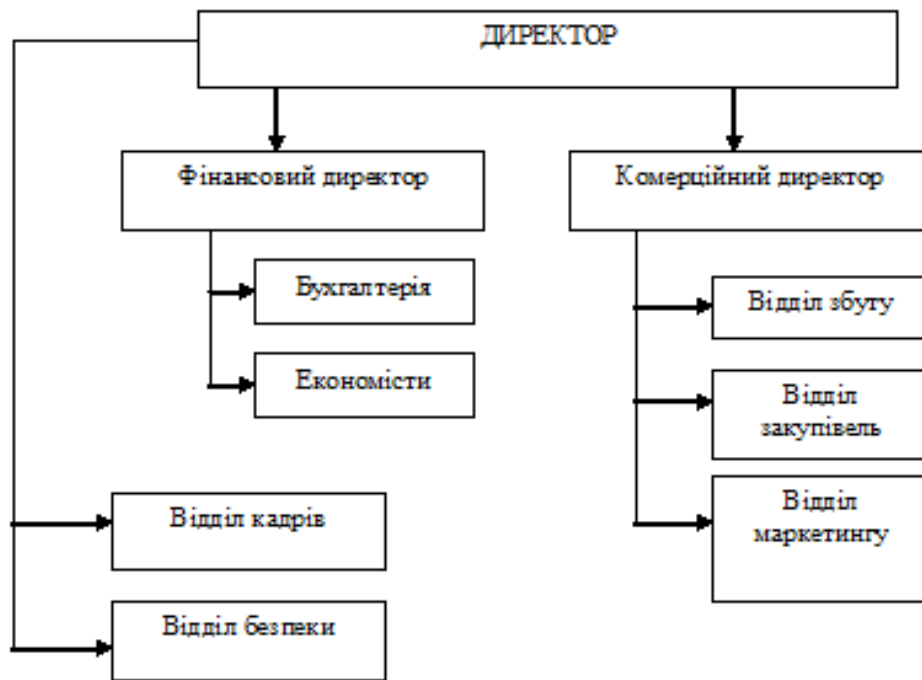 ДИРЕКТОР
Фінансовий директор
Комерційний директор
Бухгалтерія
Відділ збуту
Економісти
Відділ
закупівель
Відділ кадрів
Відділ
маркетингу
Відділ безпеки